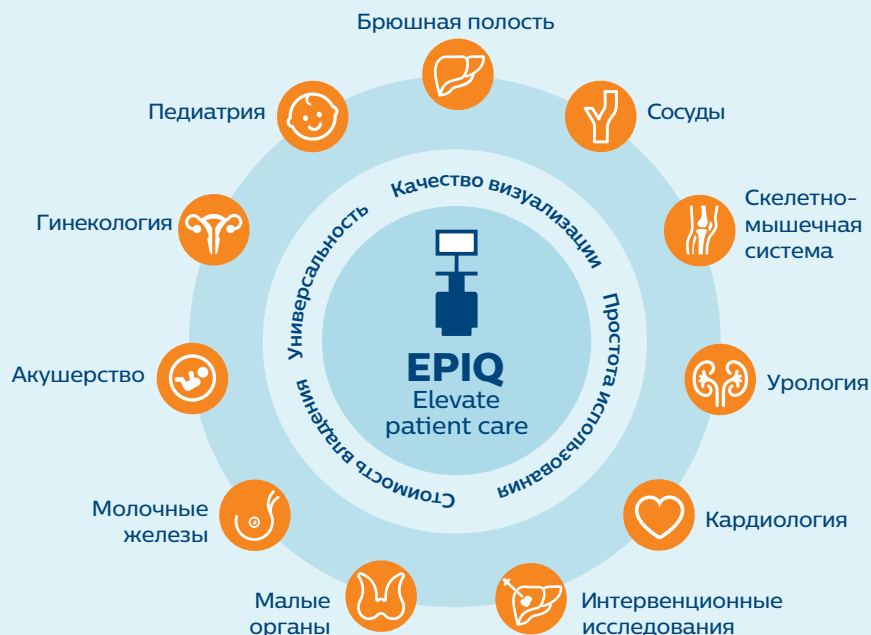 Брюшная полость
Педиатрия
Сосуды
Гинекология
Скелетно-
мышечная
система
Акушерство
Урология
Молочные
железы
Кардиология
Малые
органы
Интервенционные
исследования
Качество визуализации
Простота использования
Стоимость владения
Универсальность
EPIQ
Elevate
patient care